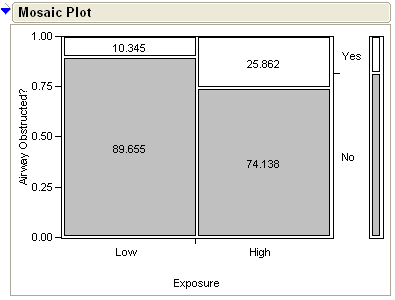 Mosaic Plot
1.00
0.75
0.50
0.25
0.00
Airway Obstructed?
10.345
89.655
25.862
74.138
Yes
No
Low
High
Exposure